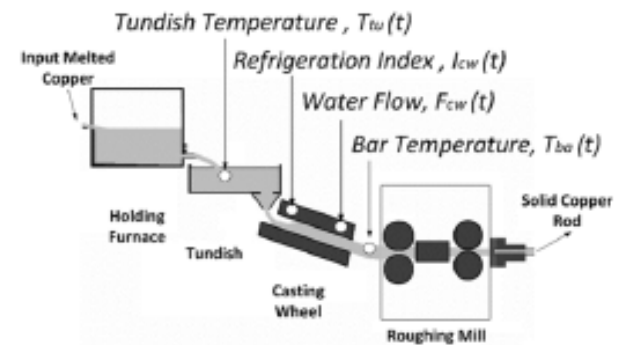 Tundish Temperature , Ttu (t)
Input Melted
Copper
Refrigeration Index , Icw (t)
Water Flow, Fcw (t)
Bar Temperature, Tba (t)
Solid Copper
Rod
Holding
Furnace
Tundish
Casting
Wheel
Roughing Mill